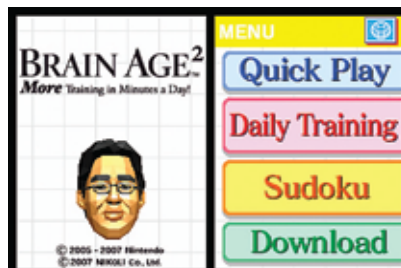 BRAIN AGE²™
More Training in Minutes a Day!
© 2005 - 2007 Nintendo
© 2007 NIKOLI Co., Ltd.
MENU
Quick Play
Daily Training
Sudoku
Download